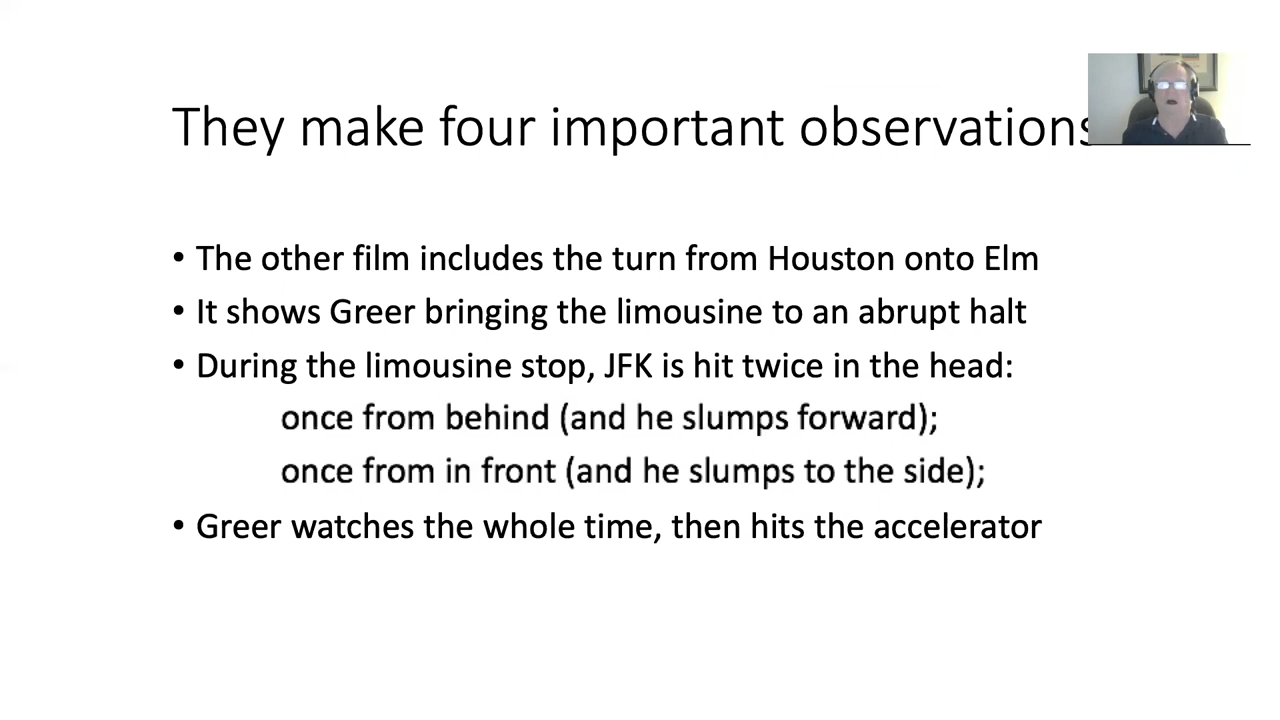 They make four important observations
• The other film includes the turn from Houston onto Elm
• It shows Greer bringing the limousine to an abrupt halt
• During the limousine stop, JFK is hit twice in the head:
once from behind (and he slumps forward);
once from in front (and he slumps to the side);
• Greer watches the whole time, then hits the accelerator